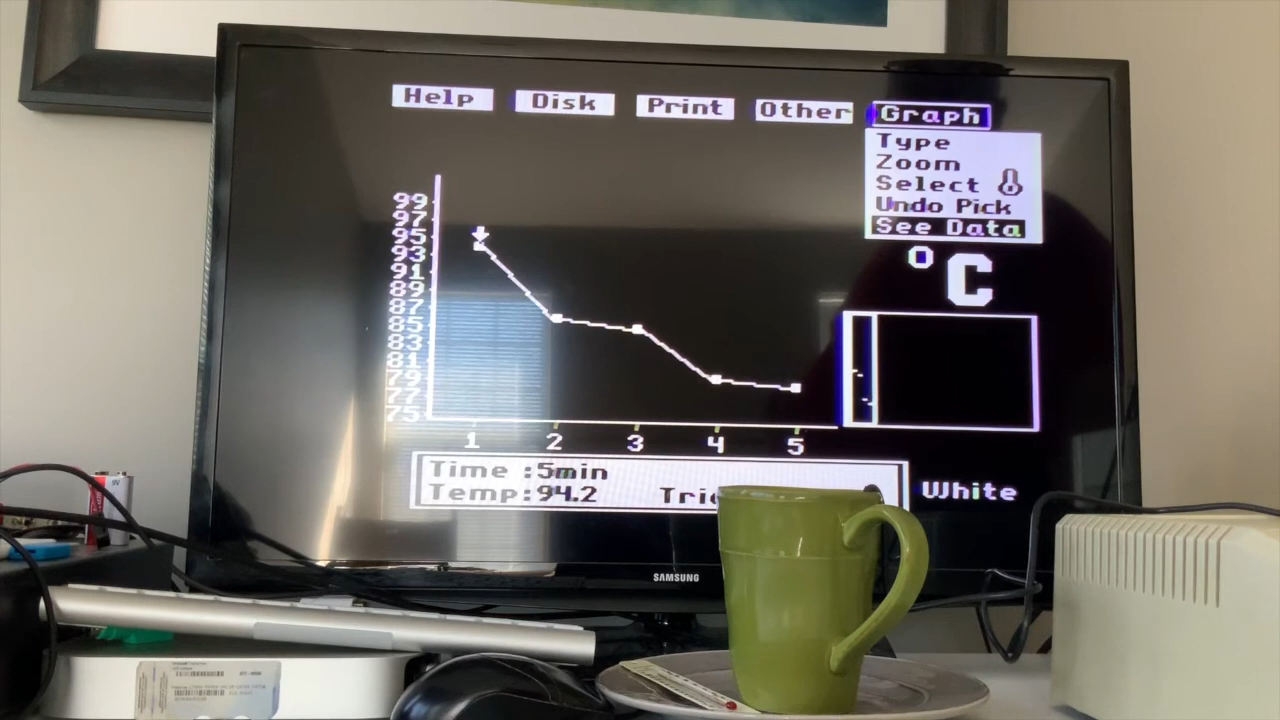 Help Disk Print Other Graph
Type
Zoom
Select
Undo Pick
See Data
°C
99
97
95
93
91
89
87
85
83
81
79
77
75
1 2 3 4 5
Time :5min
Temp:94.2
White
SAMSUNG
9V